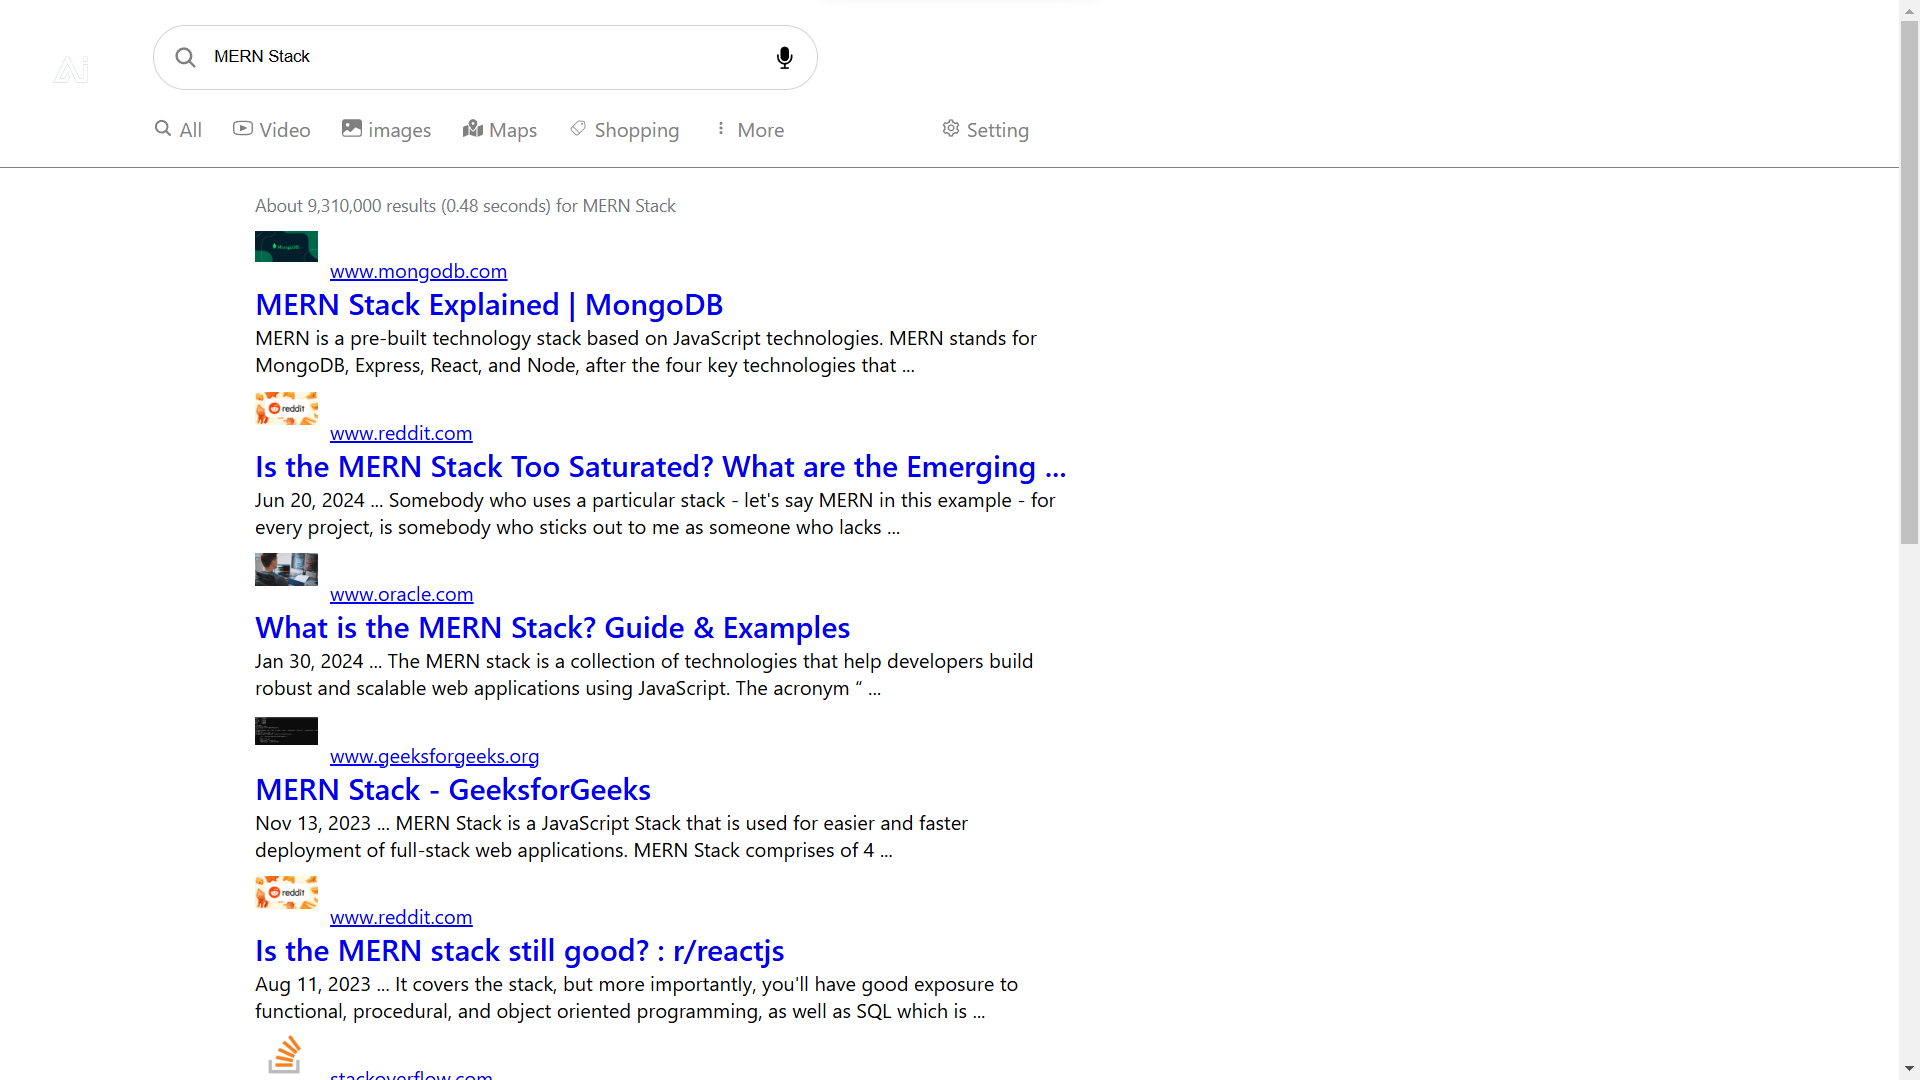 Ai
MERN Stack
All Video images Maps Shopping More Setting
About 9,310,000 results (0.48 seconds) for MERN Stack
MongoDB
www.mongodb.com
MERN Stack Explained | MongoDB
MERN is a pre-built technology stack based on JavaScript technologies. MERN stands for
MongoDB, Express, React, and Node, after the four key technologies that ...
reddit
www.reddit.com
Is the MERN Stack Too Saturated? What are the Emerging ...
Jun 20, 2024 ... Somebody who uses a particular stack - let's say MERN in this example - for
every project, is somebody who sticks out to me as someone who lacks ...
www.oracle.com
What is the MERN Stack? Guide & Examples
Jan 30, 2024 ... The MERN stack is a collection of technologies that help developers build
robust and scalable web applications using JavaScript. The acronym “ ...
www.geeksforgeeks.org
MERN Stack - GeeksforGeeks
Nov 13, 2023 ... MERN Stack is a JavaScript Stack that is used for easier and faster
deployment of full-stack web applications. MERN Stack comprises of 4 ...
reddit
www.reddit.com
Is the MERN stack still good? : r/reactjs
Aug 11, 2023 ... It covers the stack, but more importantly, you'll have good exposure to
functional, procedural, and object oriented programming, as well as SQL which is ...
stackoverflow.com